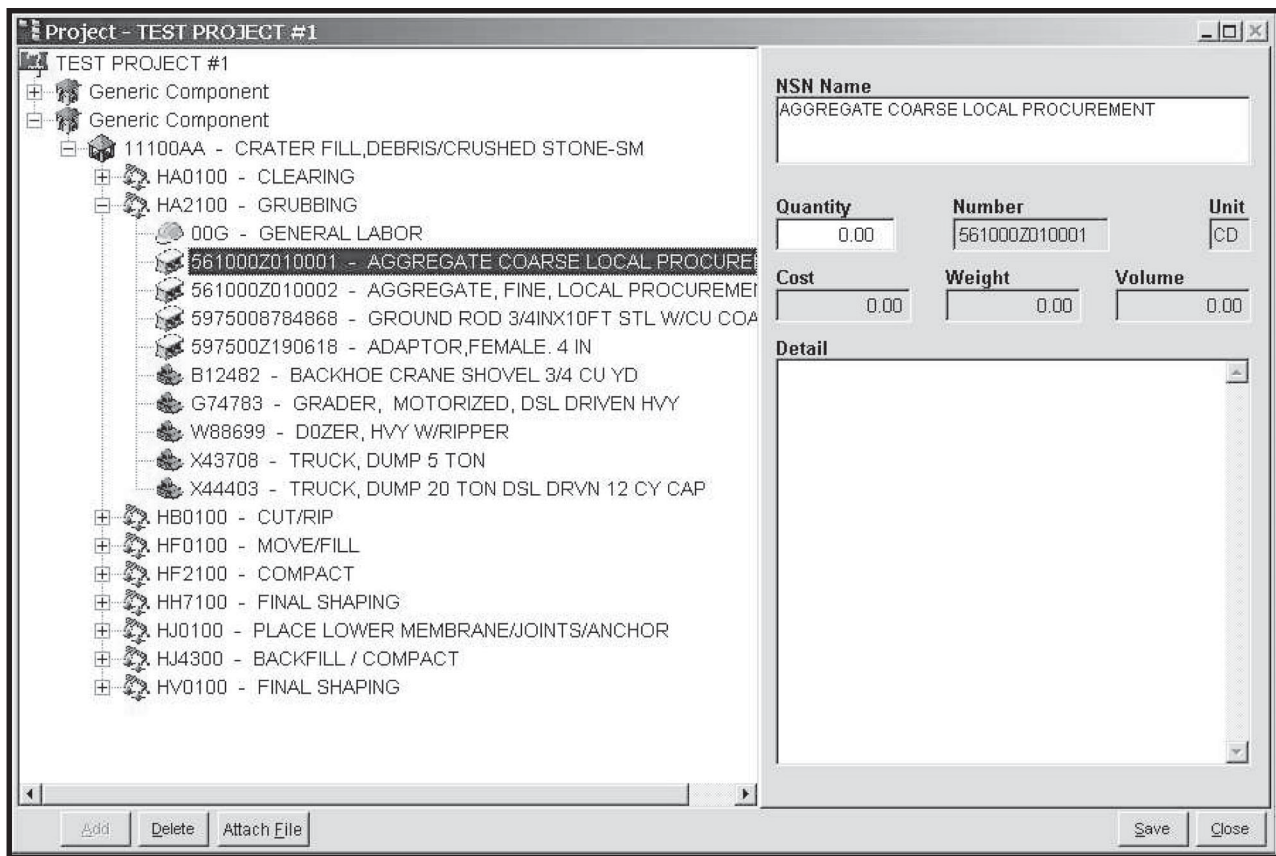 Project - TEST PROJECT #1
TEST PROJECT #1
Generic Component
Generic Component
11100AA - CRATER FILL,DEBRIS/CRUSHED STONE-SM
HA0100 - CLEARING
HA2100 - GRUBBING
00G - GENERAL LABOR
561000Z010001 - AGGREGATE COARSE LOCAL PROCUREI
561000Z010002 - AGGREGATE, FINE, LOCAL PROCUREMEI
5975008784868 - GROUND ROD 3/4INX10FT STL W/CU COA
597500Z190618 - ADAPTOR,FEMALE. 4 IN
B12482 - BACKHOE CRANE SHOVEL 3/4 CU YD
G74783 - GRADER, MOTORIZED, DSL DRIVEN HVY
W88699 - D0ZER, HVY W/RIPPER
X43708 - TRUCK, DUMP 5 TON
X44403 - TRUCK, DUMP 20 TON DSL DRVN 12 CY CAP
HB0100 - CUT/RIP
HF0100 - MOVE/FILL
HF2100 - COMPACT
HH7100 - FINAL SHAPING
HJ0100 - PLACE LOWER MEMBRANE/JOINTS/ANCHOR
HJ4300 - BACKFILL / COMPACT
HV0100 - FINAL SHAPING
Add Delete Attach File
NSN Name
AGGREGATE COARSE LOCAL PROCUREMENT
Quantity Number Unit
0.00 561000Z010001 CD
Cost Weight Volume
0.00 0.00 0.00
Detail
Save Close